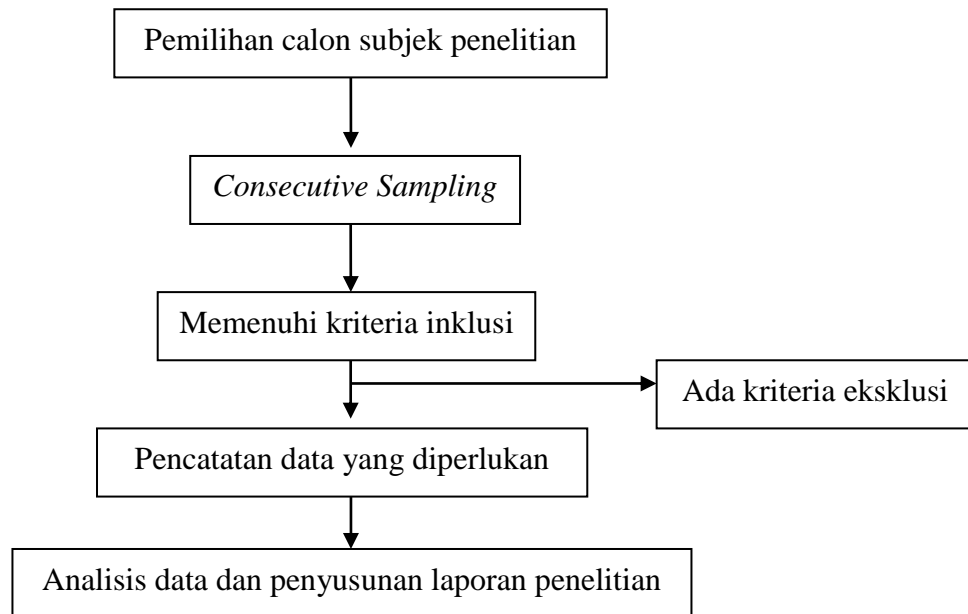 Pemilihan calon subjek penelitian
Consecutive Sampling
Memenuhi kriteria inklusi
Ada kriteria eksklusi
Pencatatan data yang diperlukan
Analisis data dan penyusunan laporan penelitian